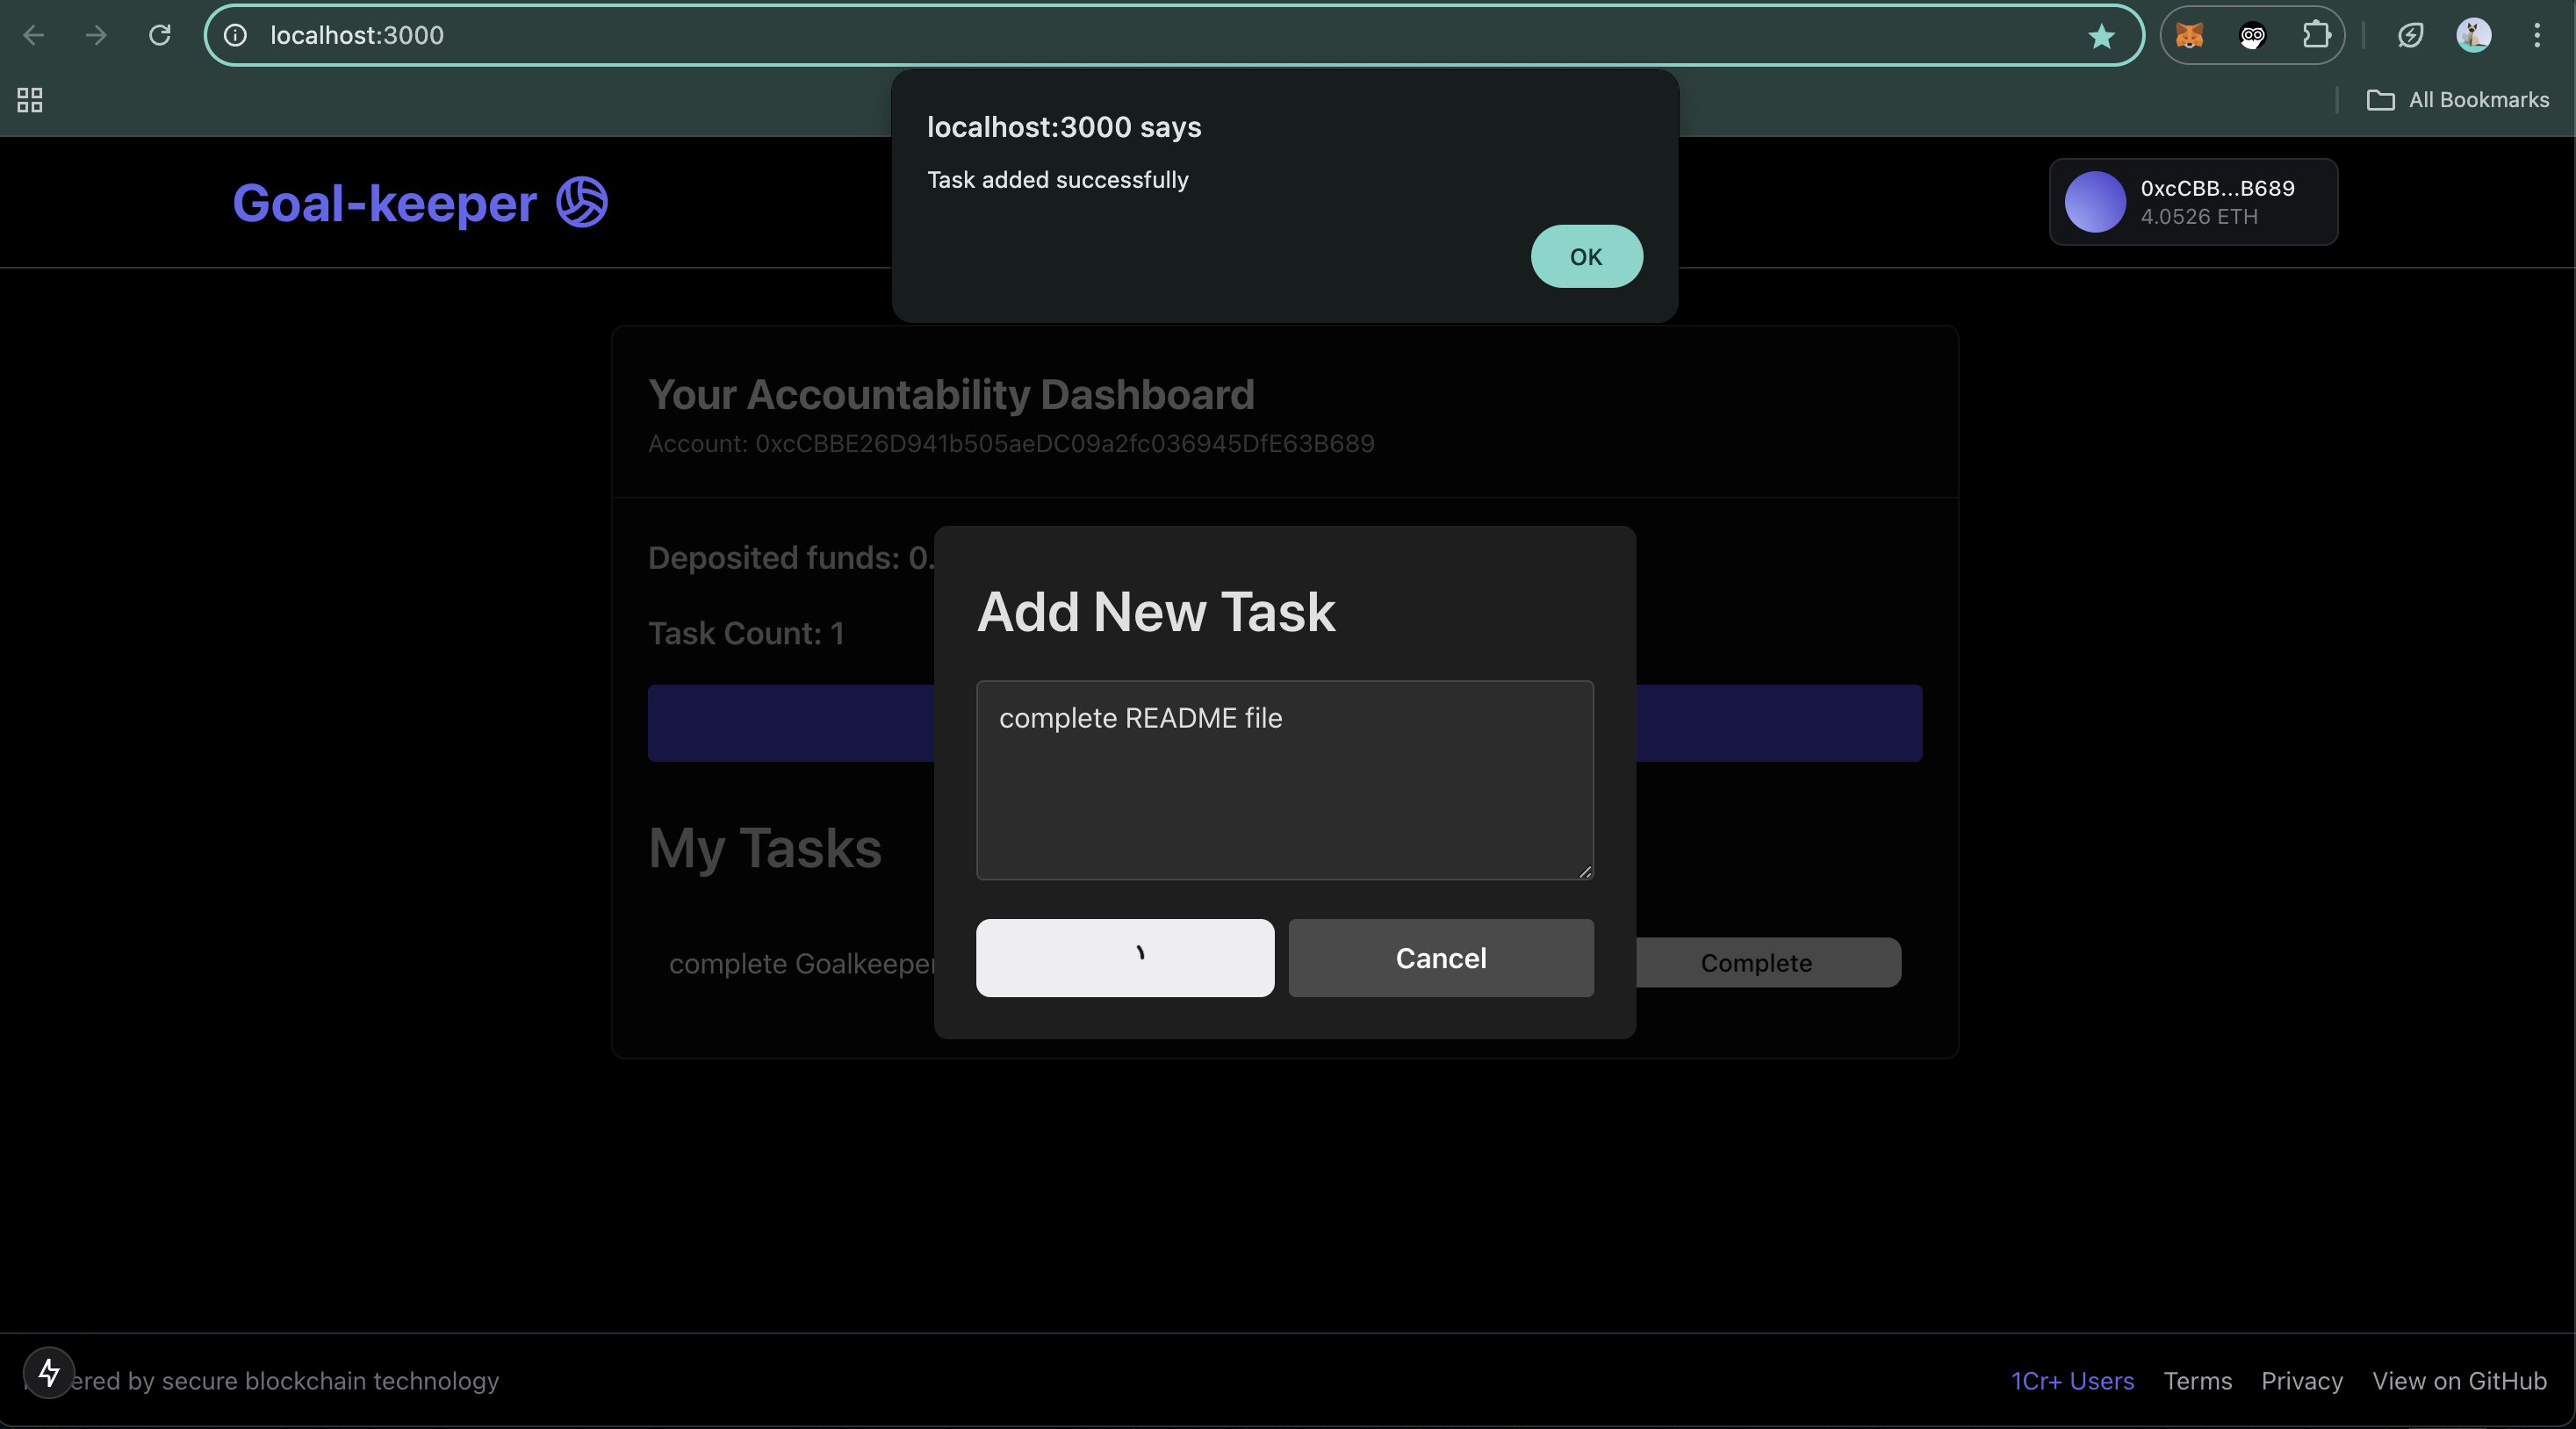 localhost:3000
All Bookmarks
localhost:3000 says
Task added successfully
OK
Goal-keeper
0xcCBB...B689
4.0526 ETH
Your Accountability Dashboard
Account: 0xcCBBE26D941b505aeDC09a2fc036945DfE63B689
Deposited funds: 0.
Task Count: 1
Add New Task
complete README file
Cancel
My Tasks
complete Goalkeeper
Complete
ered by secure blockchain technology
1Cr+ Users
Terms
Privacy
View on GitHub